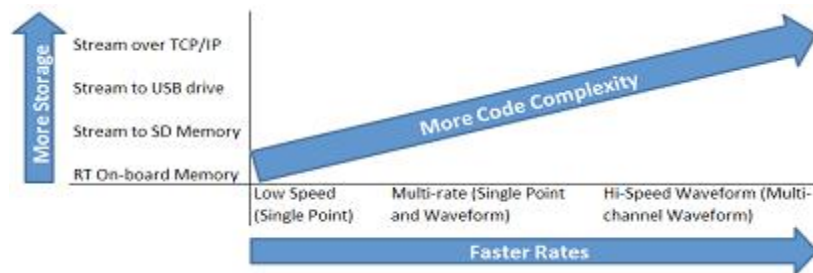 More Storage
Stream over TCP/IP
Stream to USB drive
Stream to SD Memory
RT On-board Memory
More Code Complexity
Low Speed
(Single Point)
Multi-rate (Single Point
and Waveform)
Hi-Speed Waveform (Multi-
channel Waveform)
Faster Rates